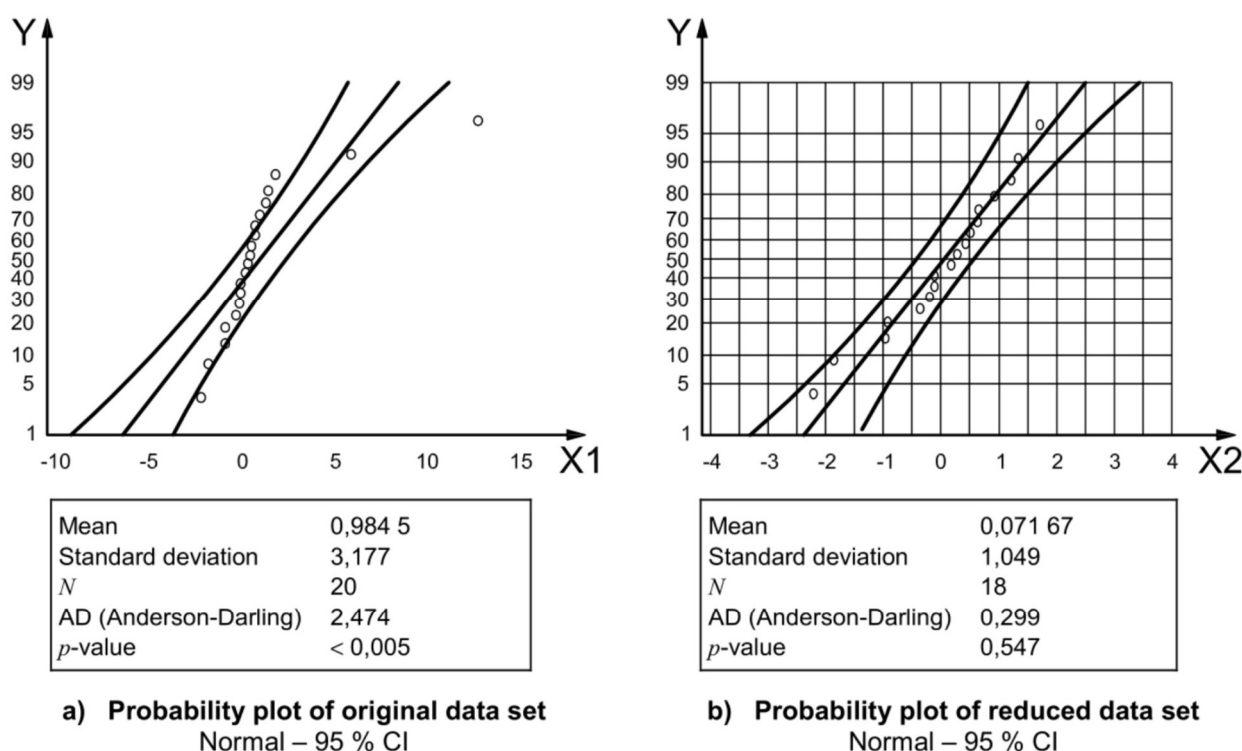 Y
99
95
90
80
70
60
50
40
30
20
10
5
1
-10 -5 0 5 10 15 X1
Mean 0,984 5
Standard deviation 3,177
N 20
AD (Anderson-Darling) 2,474
p-value < 0,005
a) Probability plot of original data set
Normal – 95 % CI
Y
99
95
90
80
70
60
50
40
30
20
10
5
1
-4 -3 -2 -1 0 1 2 3 4 X2
Mean 0,071 67
Standard deviation 1,049
N 18
AD (Anderson-Darling) 0,299
p-value 0,547
b) Probability plot of reduced data set
Normal – 95 % CI